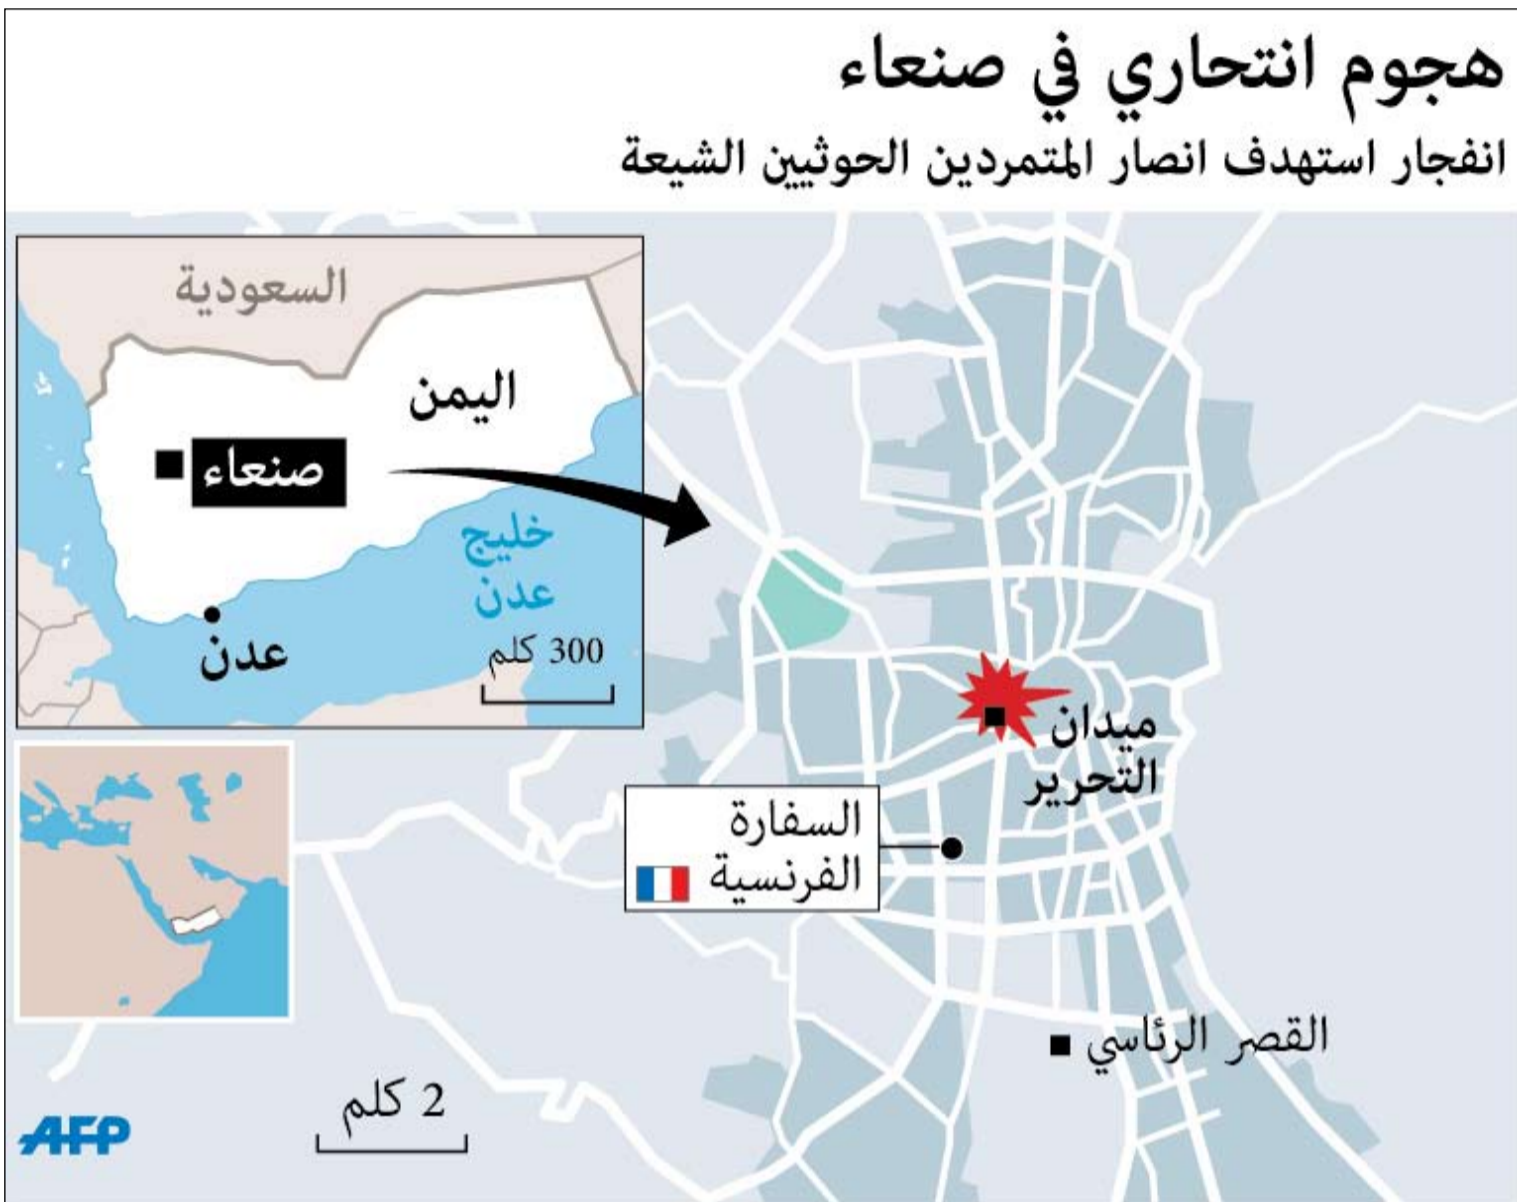 هجوم انتحاري في صنعاء
انفجار استهدف انصار المتمردين الحوثيين الشيعة
السعودية
اليمن
صنعاء
خليج
عدن
عدن
300 كلم
ميدان
التحرير
السفارة
الفرنسية
القصر الرئاسي
2 كلم
AFP